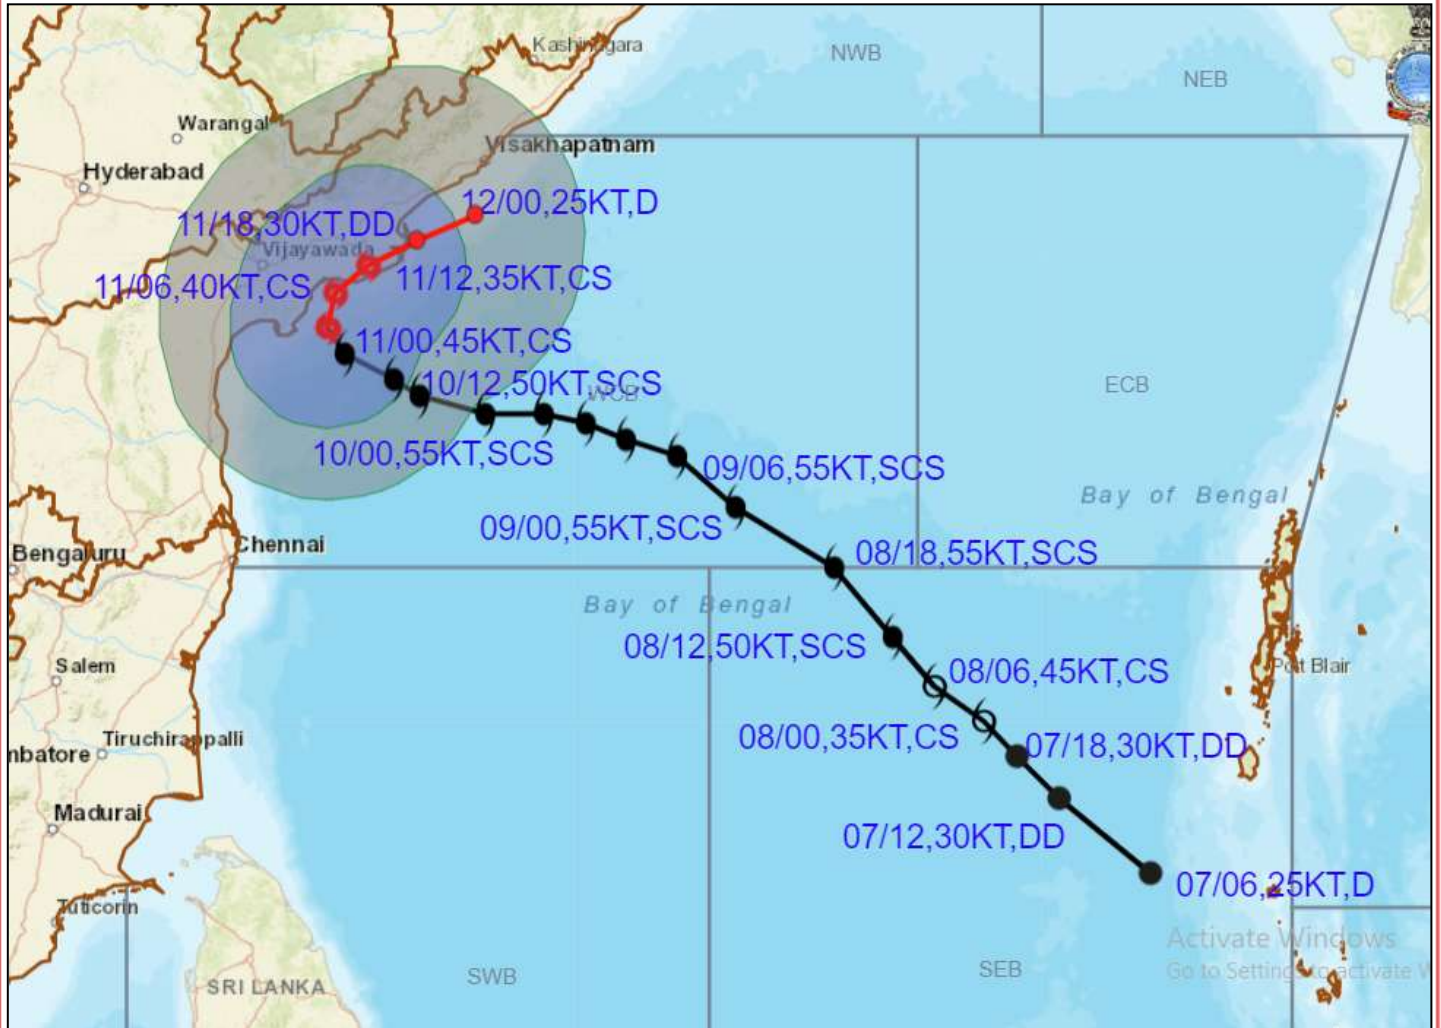 Kashinagara
NWB
NEB
Warangal
Visakhapatnam
Hyderabad
12/00,25KT,D
11/18,30KT,DD
Vijayawada
11/12,35KT,CS
11/06,40KT,CS
11/00,45KT,CS
10/12,50KT,SCS
WCB
ECB
10/00,55KT,SCS
09/06,55KT,SCS
Bay of Bengal
09/00,55KT,SCS
Chennai
Bengaluru
08/18,55KT,SCS
Bay of Bengal
08/12,50KT,SCS
08/06,45KT,CS
Salem
Port Blair
08/00,35KT,CS
07/18,30KT,DD
Tiruchirappalli
mbatore
Madurai
07/12,30KT,DD
07/06,25KT,D
Tuticorin
Activate Windows
Go to Settings to activate W
SWB
SEB
SRI LANKA